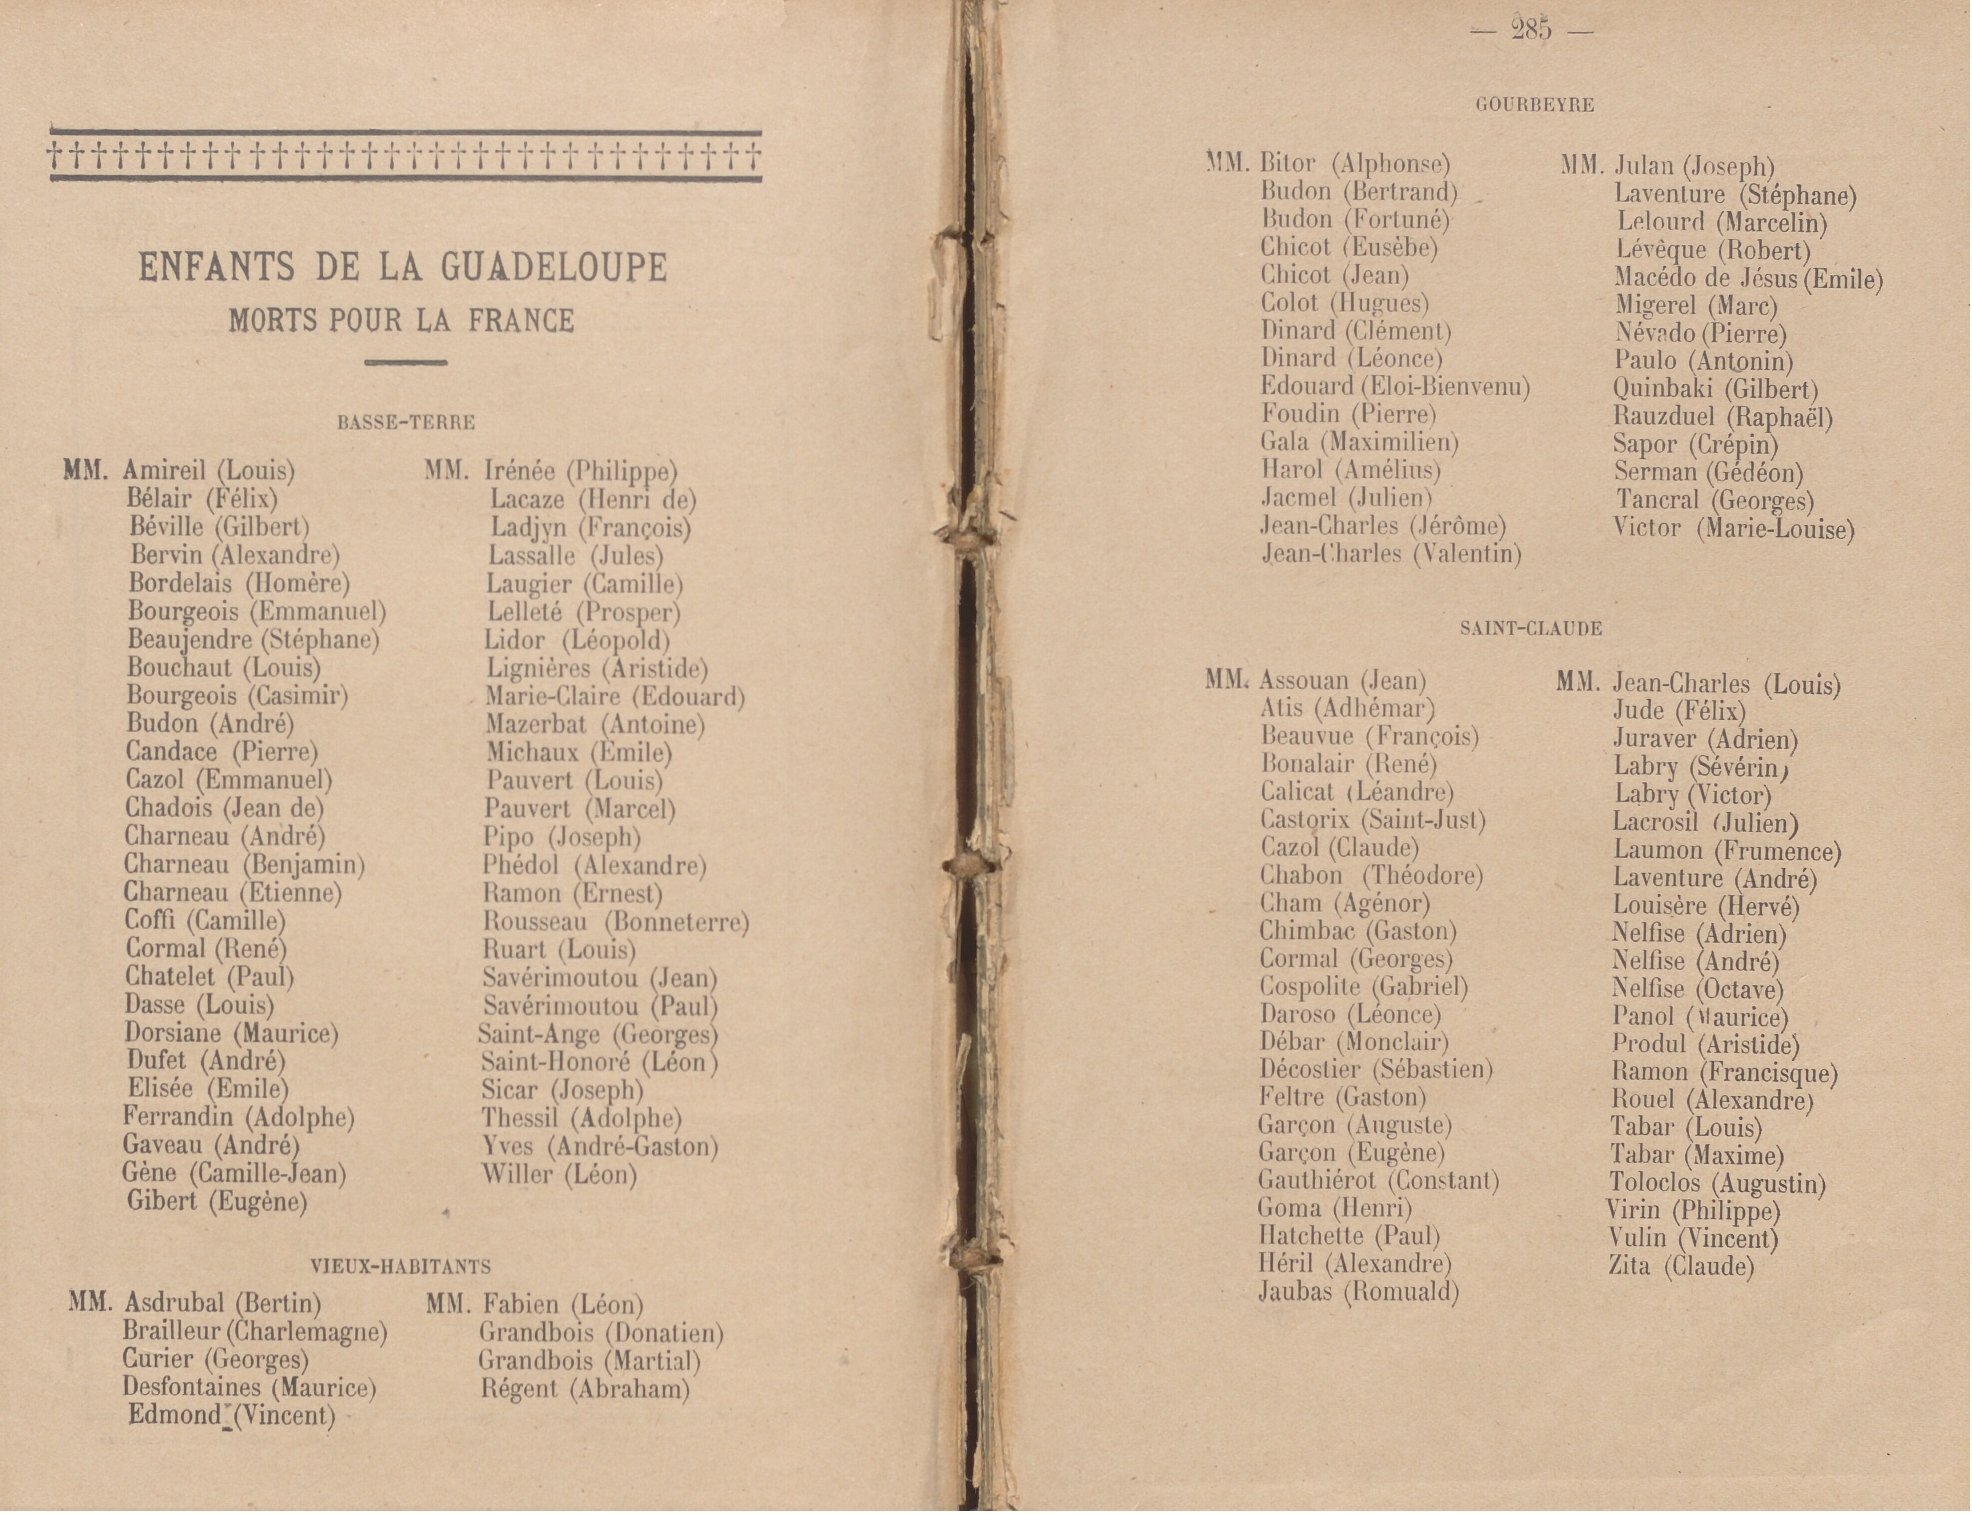 ENFANTS DE LA GUADELOUPE
MORTS POUR LA FRANCE
BASSE-TERRE
MM. Amireil (Louis)
Bélair (Félix)
Béville (Gilbert)
Bervin (Alexandre)
Bordelais (Homère)
Bourgeois (Emmanuel)
Beaujendre (Stéphane)
Bouchaut (Louis)
Bourgeois (Casimir)
Budon (André)
Candace (Pierre)
Cazol (Emmanuel)
Chadois (Jean de)
Charneau (André)
Charneau (Benjamin)
Charneau (Etienne)
Coffi (Camille)
Cormal (René)
Chatelet (Paul)
Dasse (Louis)
Dorsiane (Maurice)
Dufet (André)
Elisée (Emile)
Ferrandin (Adolphe)
Gaveau (André)
Gène (Camille-Jean)
Gibert (Eugène)
MM. Irénée (Philippe)
Lacaze (Henri de)
Ladjyn (François)
Lassalle (Jules)
Laugier (Camille)
Lelleté (Prosper)
Lidor (Léopold)
Lignières (Aristide)
Marie-Claire (Edouard)
Mazerbat (Antoine)
Michaux (Emile)
Pauvert (Louis)
Pauvert (Marcel)
Pipo (Joseph)
Phédol (Alexandre)
Ramon (Ernest)
Rousseau (Bonneterre)
Ruart (Louis)
Savérimoutou (Jean)
Savérimoutou (Paul)
Saint-Ange (Georges)
Saint-Honoré (Léon)
Sicar (Joseph)
Thessil (Adolphe)
Yves (André-Gaston)
Willer (Léon)
VIEUX-HABITANTS
MM. Asdrubal (Bertin)
Brailleur (Charlemagne)
Curier (Georges)
Desfontaines (Maurice)
Edmond (Vincent)
MM. Fabien (Léon)
Grandbois (Donatien)
Grandbois (Martial)
Régent (Abraham)
— 285 —
GOURBEYRE
MM. Bitor (Alphonse)
Budon (Bertrand)
Budon (Fortuné)
Chicot (Eusèbe)
Chicot (Jean)
Colot (Hugues)
Dinard (Clément)
Dinard (Léonce)
Edouard (Eloi-Bienvenu)
Foudin (Pierre)
Gala (Maximilien)
Harol (Amélius)
Jacmel (Julien)
Jean-Charles (Jérôme)
Jean-Charles (Valentin)
MM. Julan (Joseph)
Laventure (Stéphane)
Lelourd (Marcelin)
Lévêque (Robert)
Macédo de Jésus (Emile)
Migerel (Marc)
Névado (Pierre)
Paulo (Antonin)
Quinbaki (Gilbert)
Rauzduel (Raphaël)
Sapor (Crépin)
Serman (Gédéon)
Tancral (Georges)
Victor (Marie-Louise)
SAINT-CLAUDE
MM. Assouan (Jean)
Atis (Adhémar)
Beauvue (François)
Bonalair (René)
Calicat (Léandre)
Castorix (Saint-Just)
Cazol (Claude)
Chabon (Théodore)
Cham (Agénor)
Chimbac (Gaston)
Cormal (Georges)
Cospolite (Gabriel)
Daroso (Léonce)
Débar (Monclair)
Décostier (Sébastien)
Feltre (Gaston)
Garçon (Auguste)
Garçon (Eugène)
Gauthiérot (Constant)
Goma (Henri)
Hatchette (Paul)
Héril (Alexandre)
Jaubas (Romuald)
MM. Jean-Charles (Louis)
Jude (Félix)
Juraver (Adrien)
Labry (Sévérin)
Labry (Victor)
Lacrosil (Julien)
Laumon (Frumence)
Laventure (André)
Louisère (Hervé)
Nelfise (Adrien)
Nelfise (André)
Nelfise (Octave)
Panol (Maurice)
Produl (Aristide)
Ramon (Francisque)
Rouel (Alexandre)
Tabar (Louis)
Tabar (Maxime)
Toloclos (Augustin)
Virin (Philippe)
Vulin (Vincent)
Zita (Claude)